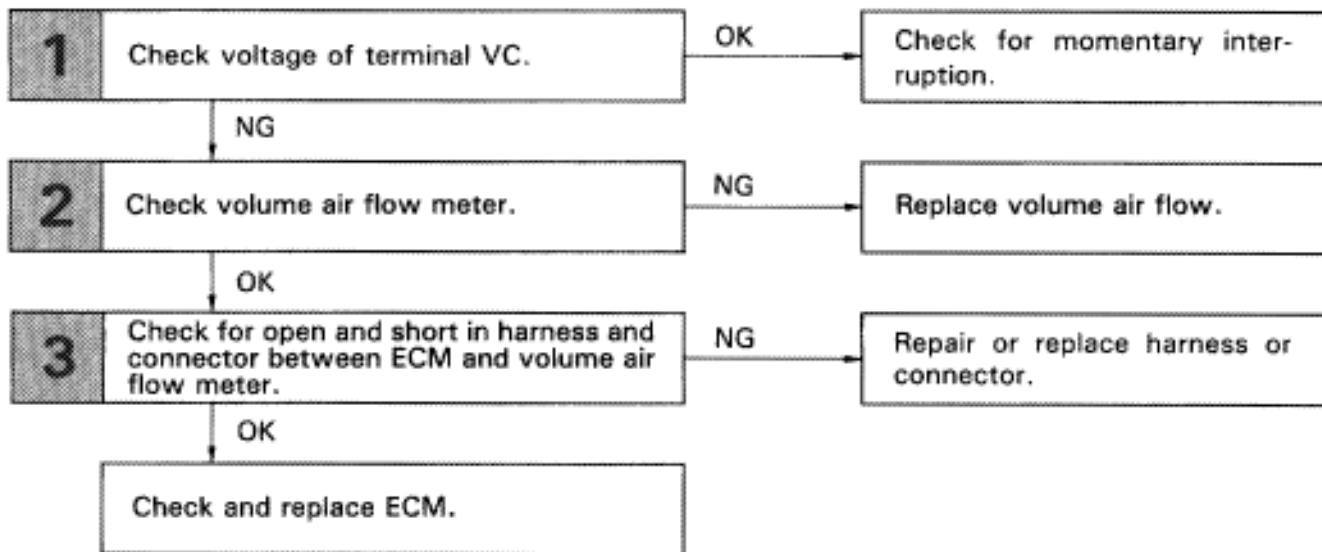 1
Check voltage of terminal VC.
OK
Check for momentary inter-
ruption.
NG
2
Check volume air flow meter.
NG
Replace volume air flow.
OK
3
Check for open and short in harness and
connector between ECM and volume air
flow meter.
NG
Repair or replace harness or
connector.
OK
Check and replace ECM.